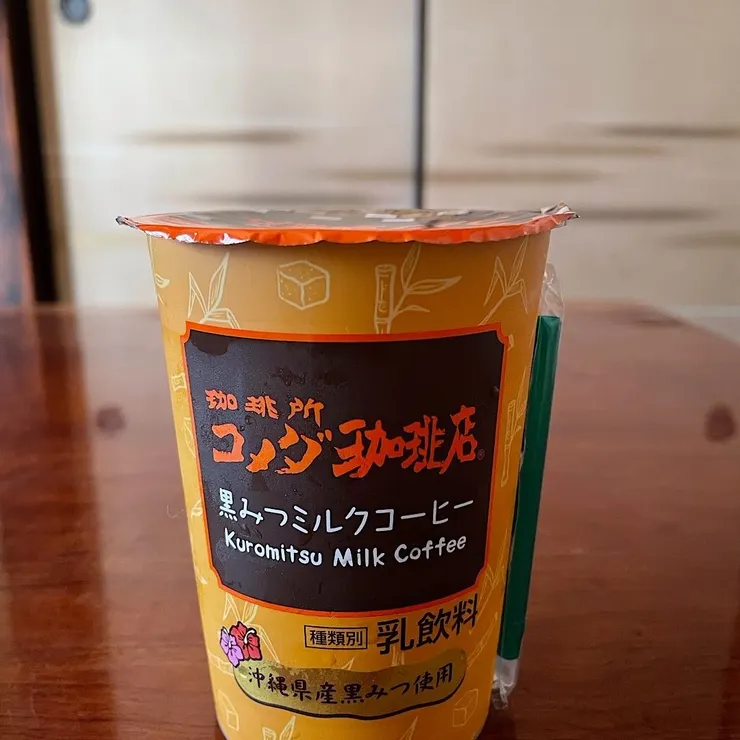 珈琲所
コメダ珈琲店®
黒みつミルクコーヒー
Kuromitsu Milk Coffee
種類別 乳飲料
沖縄県産黒みつ使用